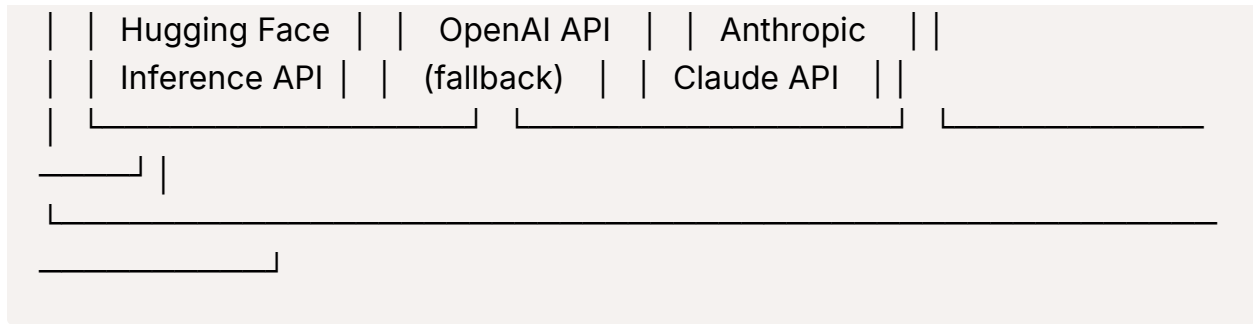 │ │ Hugging Face │ │ OpenAI API │ │ Anthropic ││
│ │ Inference API │ │ (fallback) │ │ Claude API ││
│ └─────────────────┘ └─────────────────┘ └────────────
─────┘│
└─────────────────────────────────────────────────────
───────────┘